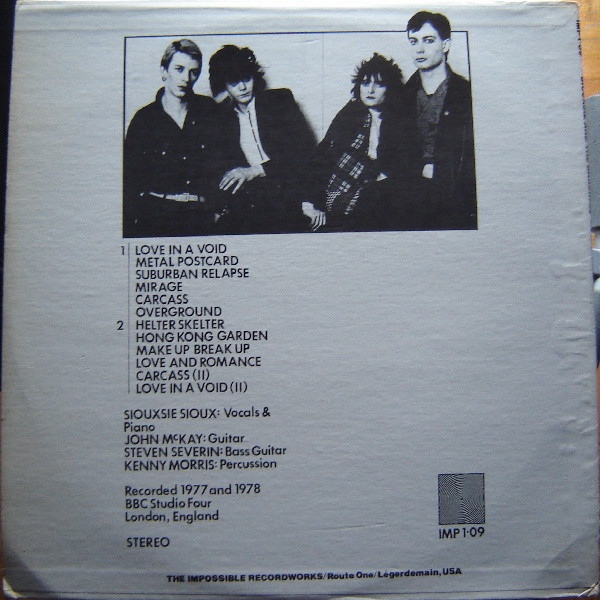 1 LOVE IN A VOID
METAL POSTCARD
SUBURBAN RELAPSE
MIRAGE
CARCASS
OVERGROUND
2 HELTER SKELTER
HONG KONG GARDEN
MAKE UP BREAK UP
LOVE AND ROMANCE
CARCASS (II)
LOVE IN A VOID (II)
SIOUXSIE SIOUX: Vocals &
Piano
JOHN McKAY: Guitar
STEVEN SEVERIN: Bass Guitar
KENNY MORRIS: Percussion
Recorded 1977 and 1978
BBC Studio Four
London, England
STEREO
IMP 1·09
THE IMPOSSIBLE RECORDWORKS/Route One/Légerdemain, USA